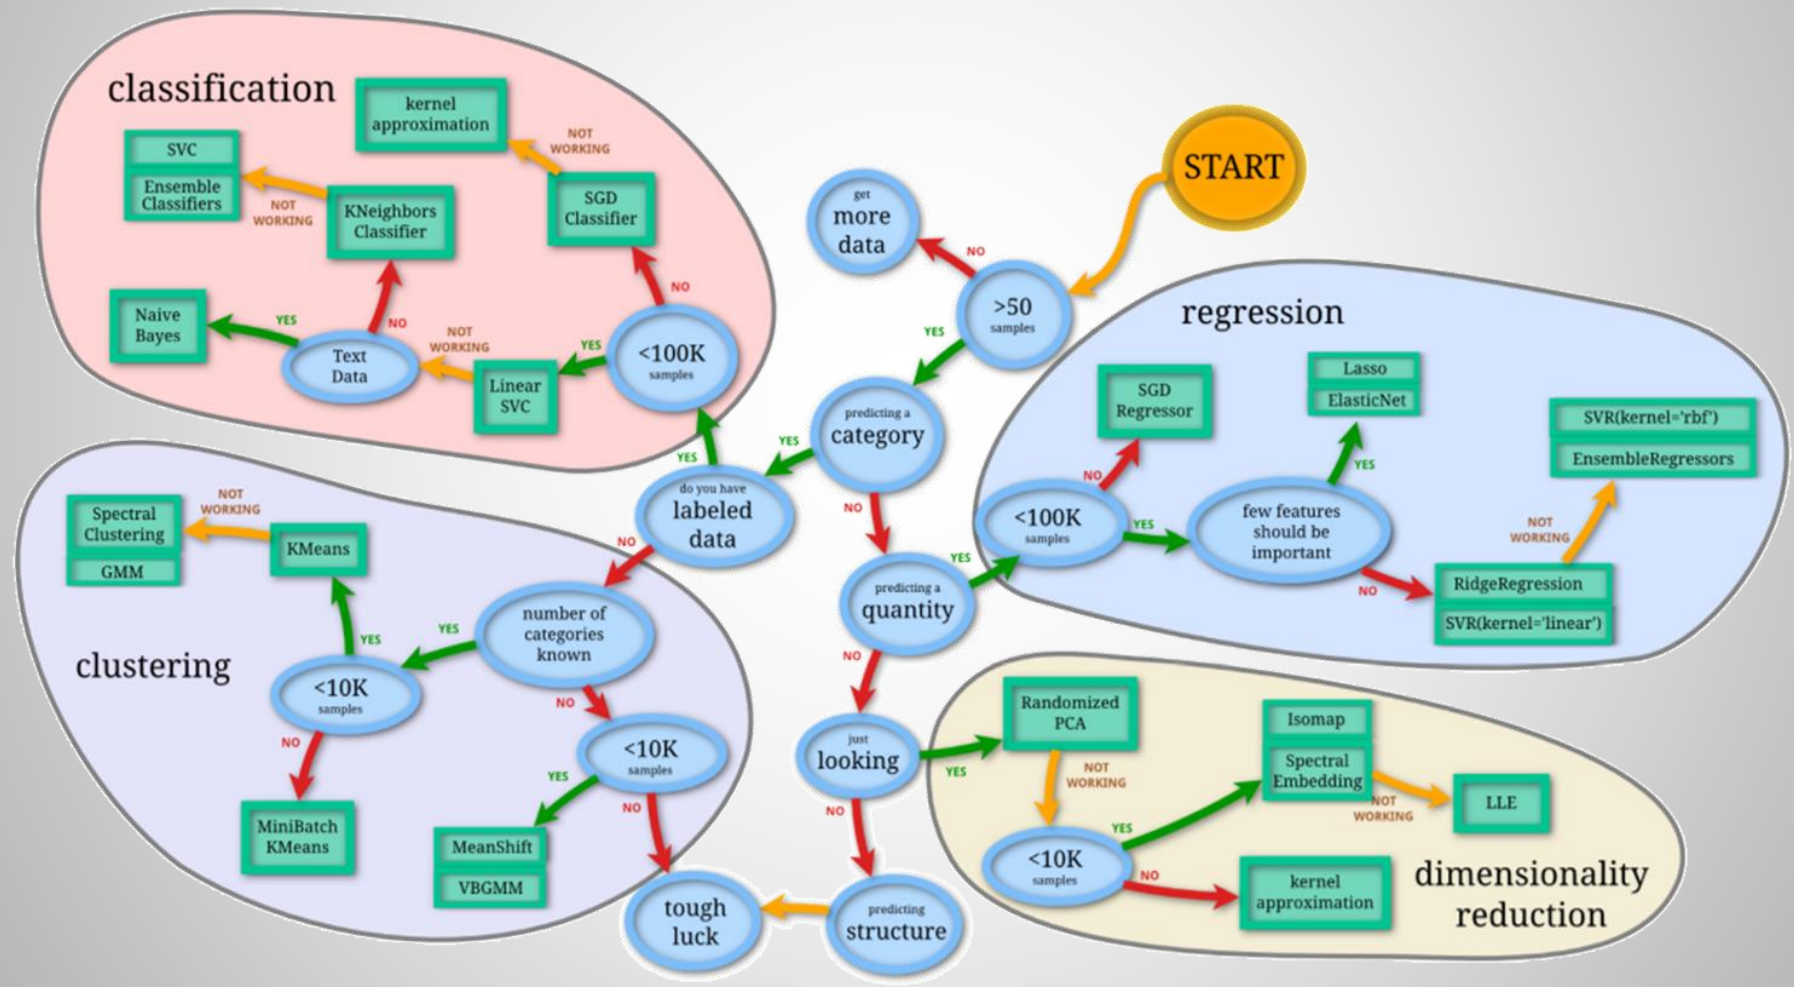 classification
kernel
approximation
NOT
WORKING
SVC
Ensemble
Classifiers
NOT
WORKING
KNeighbors
Classifier
SGD
Classifier
NO
Naive
Bayes
YES
NO
Text
Data
NOT
WORKING
Linear
SVC
YES
<100K
samples
START
get
more
data
NO
>50
samples
YES
predicting a
category
YES
NO
YES
do you have
labeled
data
NO
predicting a
quantity
YES
NO
just
looking
YES
NO
predicting
structure
tough
luck
regression
SGD
Regressor
NO
<100K
samples
YES
Lasso
ElasticNet
YES
few features
should be
important
NO
SVR(kernel='rbf')
EnsembleRegressors
NOT
WORKING
RidgeRegression
SVR(kernel='linear')
clustering
Spectral
Clustering
GMM
NOT
WORKING
KMeans
YES
number of
categories
known
YES
<10K
samples
NO
NO
MiniBatch
KMeans
<10K
samples
YES
NO
MeanShift
VBGMM
Randomized
PCA
NOT
WORKING
<10K
samples
YES
NO
Isomap
Spectral
Embedding
NOT
WORKING
LLE
kernel
approximation
dimensionality
reduction